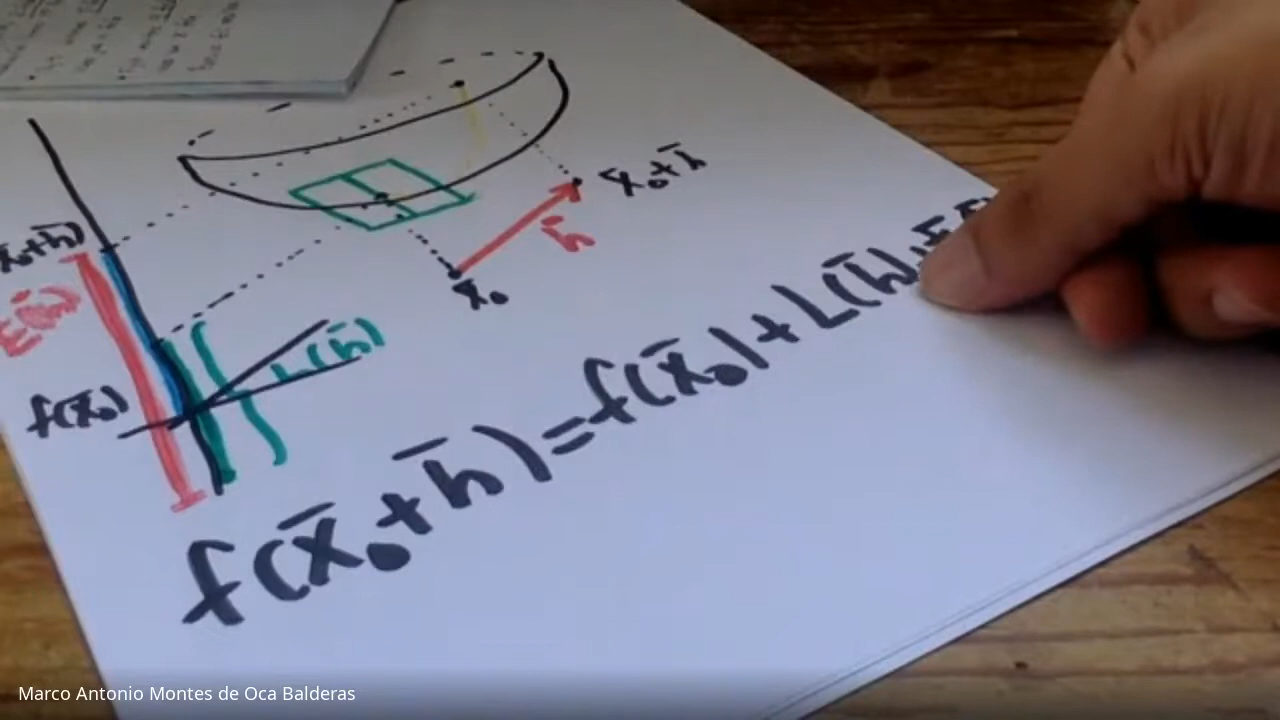 x̄₀+h̄)
E(h̄)
f(x̄₀)
L(h̄)
x̄₀
h̄
x̄₀+h̄
f(x̄₀+h̄)=f(x̄₀)+L(h̄)+
Marco Antonio Montes de Oca Balderas